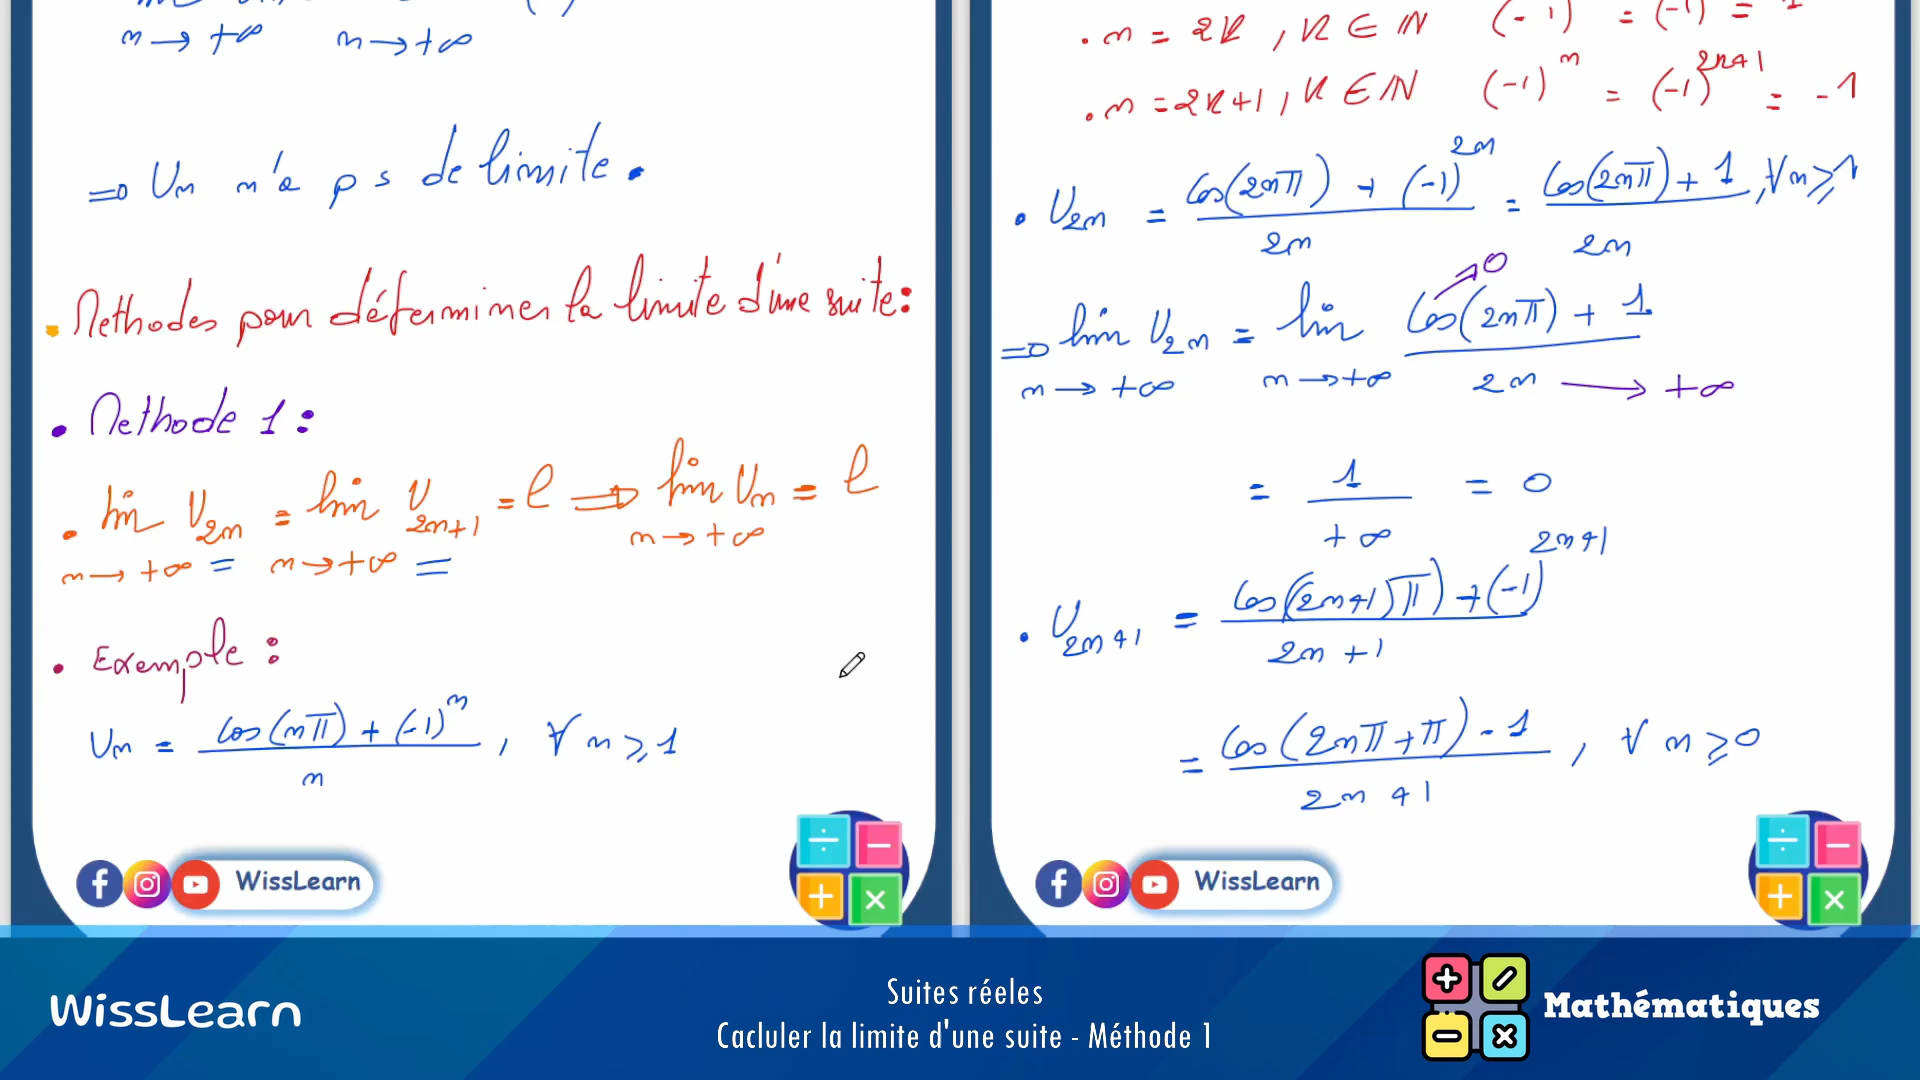 n → +∞ n → +∞
⇒ Un n'a ps de limite.
• Methodes pour déterminer la limite d'une suite:
• Methode 1:
• lim U2n = lim U2n+1 = l ⇒ lim Un = l
n → +∞ = n → +∞ = n → +∞
• Exemple:
Un = (cos(nπ) + (-1)^n) / n , ∀ n ≥ 1
WissLearn
• n = 2k , k ∈ ℕ (-1) = (-1) = 1
• n = 2k+1 , k ∈ ℕ (-1)^n = (-1)^2k+1 = -1
• U2n = (cos(2nπ) + (-1)^2n) / 2n = (cos(2nπ) + 1) / 2n , ∀ n ≥ 1
⇒ lim U2n = lim (cos(2nπ) + 1) / 2n → +∞
→ 0
n → +∞ n → +∞
= 1 / +∞ = 0
• U2n+1 = (cos((2n+1)π) + (-1)^2n+1) / 2n+1
= (cos(2nπ + π) - 1) / 2n+1 , ∀ n ≥ 0
WissLearn
WissLearn
Suites réeles
Cacluler la limite d'une suite - Méthode 1
Mathématiques